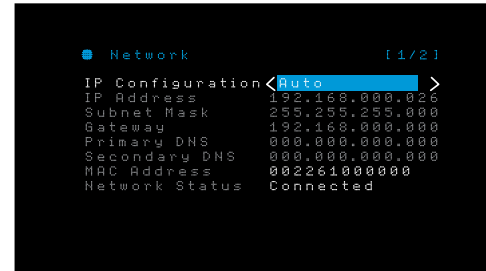 Network [1/2]
IP Configuration < Auto >
IP Address 192.168.000.026
Subnet Mask 255.255.255.000
Gateway 192.168.000.000
Primary DNS 000.000.000.000
Secondary DNS 000.000.000.000
MAC Address 002261000000
Network Status Connected